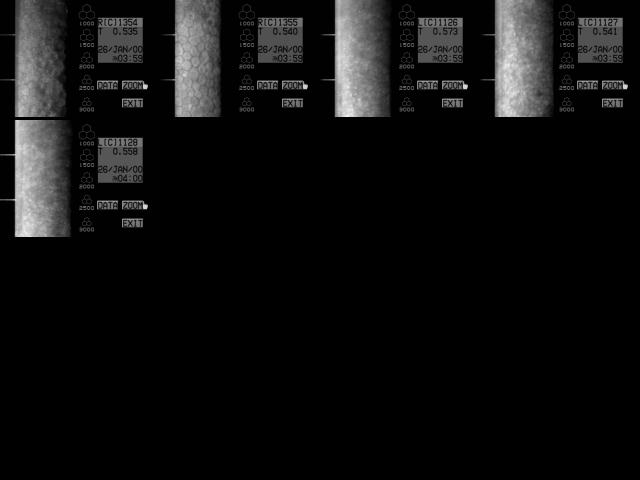 1000
R[C]1354
T 0.535
1500
26/JAN/00
03:59
2000
DATA ZOOM
2500
EXIT
3000
1000
R[C]1355
T 0.540
1500
26/JAN/00
03:59
2000
DATA ZOOM
2500
EXIT
3000
1000
L[C]1126
T 0.573
1500
26/JAN/00
03:59
2000
DATA ZOOM
2500
EXIT
3000
1000
L[C]1127
T 0.541
1500
26/JAN/00
03:59
2000
DATA ZOOM
2500
EXIT
3000
1000
L[C]1128
T 0.558
1500
26/JAN/00
04:00
2000
DATA ZOOM
2500
EXIT
3000